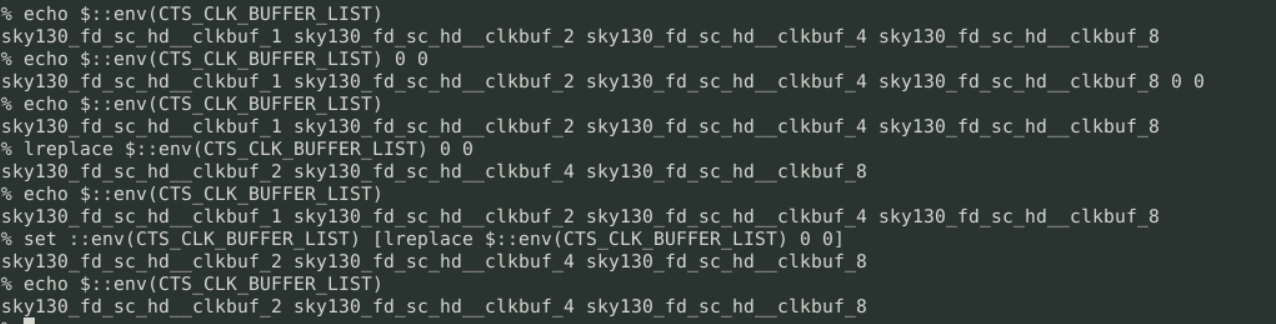 % echo $::env(CTS_CLK_BUFFER_LIST)
sky130_fd_sc_hd__clkbuf_1 sky130_fd_sc_hd__clkbuf_2 sky130_fd_sc_hd__clkbuf_4 sky130_fd_sc_hd__clkbuf_8
% echo $::env(CTS_CLK_BUFFER_LIST) 0 0
sky130_fd_sc_hd__clkbuf_1 sky130_fd_sc_hd__clkbuf_2 sky130_fd_sc_hd__clkbuf_4 sky130_fd_sc_hd__clkbuf_8 0 0
% echo $::env(CTS_CLK_BUFFER_LIST)
sky130_fd_sc_hd__clkbuf_1 sky130_fd_sc_hd__clkbuf_2 sky130_fd_sc_hd__clkbuf_4 sky130_fd_sc_hd__clkbuf_8
% lreplace $::env(CTS_CLK_BUFFER_LIST) 0 0
sky130_fd_sc_hd__clkbuf_2 sky130_fd_sc_hd__clkbuf_4 sky130_fd_sc_hd__clkbuf_8
% echo $::env(CTS_CLK_BUFFER_LIST)
sky130_fd_sc_hd__clkbuf_1 sky130_fd_sc_hd__clkbuf_2 sky130_fd_sc_hd__clkbuf_4 sky130_fd_sc_hd__clkbuf_8
% set ::env(CTS_CLK_BUFFER_LIST) [lreplace $::env(CTS_CLK_BUFFER_LIST) 0 0]
sky130_fd_sc_hd__clkbuf_2 sky130_fd_sc_hd__clkbuf_4 sky130_fd_sc_hd__clkbuf_8
% echo $::env(CTS_CLK_BUFFER_LIST)
sky130_fd_sc_hd__clkbuf_2 sky130_fd_sc_hd__clkbuf_4 sky130_fd_sc_hd__clkbuf_8
%